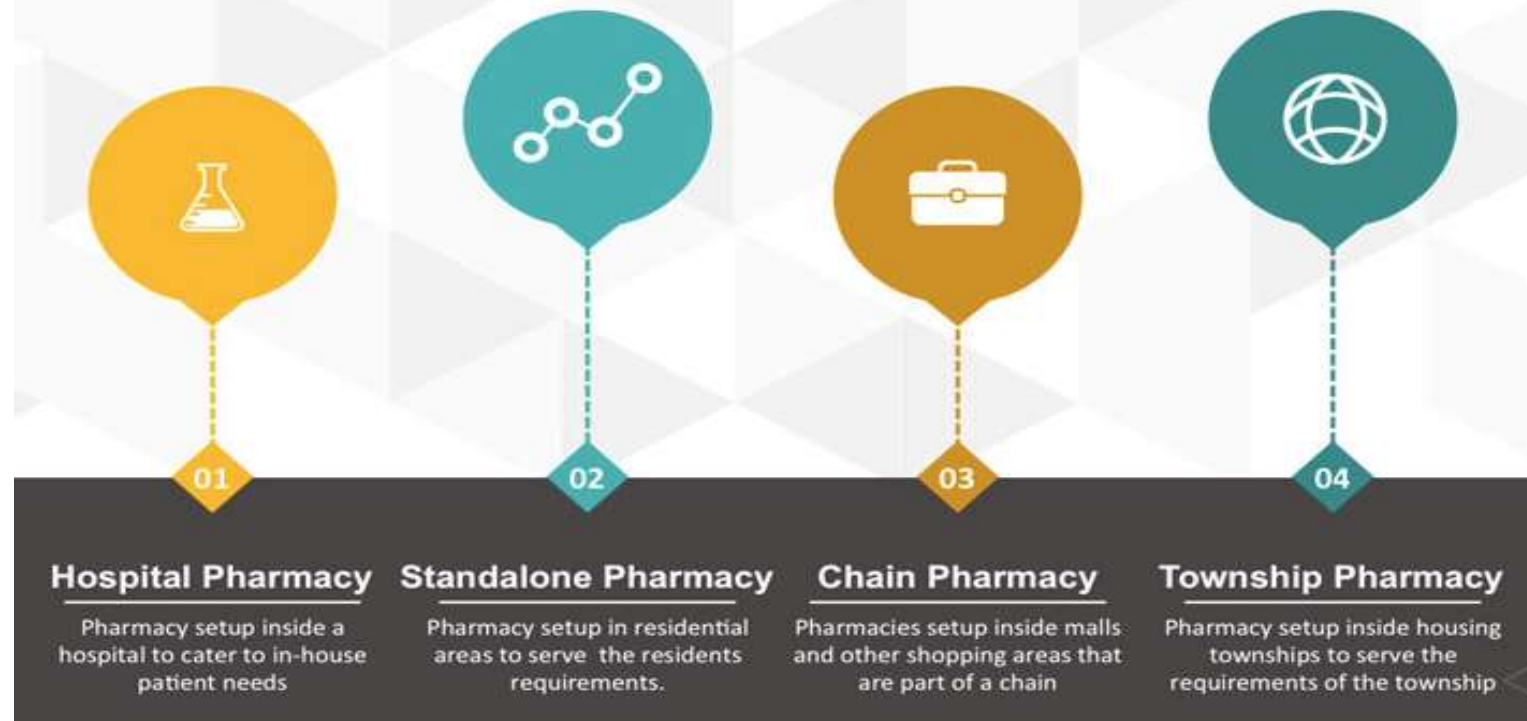 01
02
03
04
Hospital Pharmacy
Pharmacy setup inside a
hospital to cater to in-house
patient needs
Standalone Pharmacy
Pharmacy setup in residential
areas to serve the residents
requirements.
Chain Pharmacy
Pharmacies setup inside malls
and other shopping areas that
are part of a chain
Township Pharmacy
Pharmacy setup inside housing
townships to serve the
requirements of the township